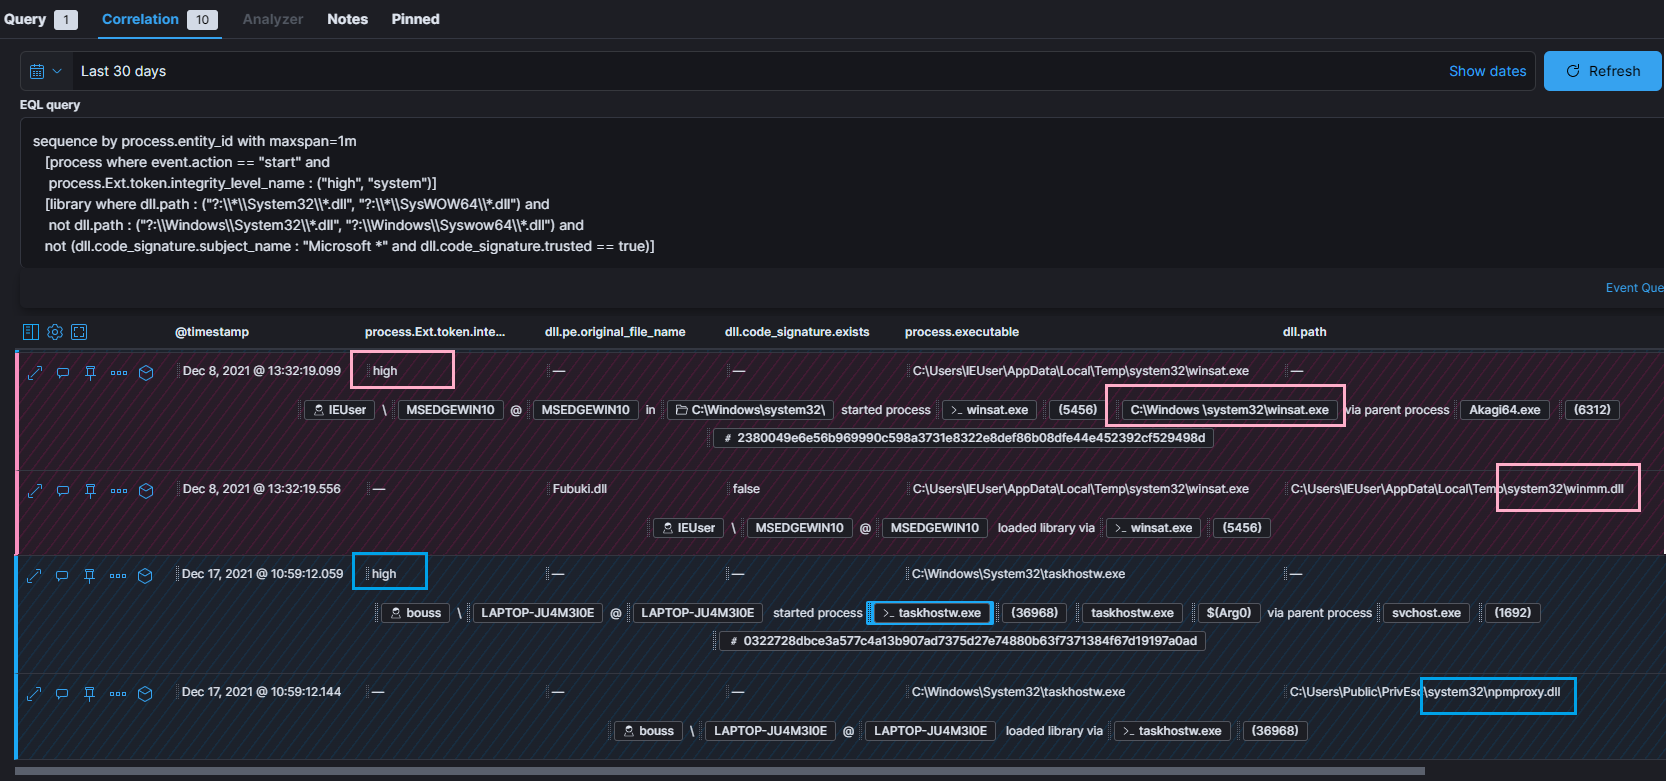 Query 1 Correlation 10 Analyzer Notes Pinned
Last 30 days Show dates Refresh
EQL query
sequence by process.entity_id with maxspan=1m
[process where event.action == "start" and
process.Ext.token.integrity_level_name : ("high", "system")]
[library where dll.path : ("?:\\*\\System32\\*.dll", "?:\\*\\SysWOW64\\*.dll") and
not dll.path : ("?:\\Windows\\System32\\*.dll", "?:\\Windows\\Syswow64\\*.dll") and
not (dll.code_signature.subject_name : "Microsoft *" and dll.code_signature.trusted == true)]
Event Que
@timestamp process.Ext.token.inte... dll.pe.original_file_name dll.code_signature.exists process.executable dll.path
Dec 8, 2021 @ 13:32:19.099 high — — C:\Users\IEUser\AppData\Local\Temp\system32\winsat.exe —
IEUser \ MSEDGEWIN10 @ MSEDGEWIN10 in C:\Windows\system32\ started process >_ winsat.exe (5456) C:\Windows \system32\winsat.exe via parent process Akagi64.exe (6312)
# 2380049e6e56b969990c598a3731e8322e8def86b08dfe44e452392cf529498d
Dec 8, 2021 @ 13:32:19.556 — Fubuki.dll false C:\Users\IEUser\AppData\Local\Temp\system32\winsat.exe C:\Users\IEUser\AppData\Local\Temp\system32\winmm.dll
IEUser \ MSEDGEWIN10 @ MSEDGEWIN10 loaded library via >_ winsat.exe (5456)
Dec 17, 2021 @ 10:59:12.059 high — — C:\Windows\System32\taskhostw.exe —
bouss \ LAPTOP-JU4M3I0E @ LAPTOP-JU4M3I0E started process >_ taskhostw.exe (36968) taskhostw.exe $(Arg0) via parent process svchost.exe (1692)
# 0322728dbce3a577c4a13b907ad7375d27e74880b63f7371384f67d19197a0ad
Dec 17, 2021 @ 10:59:12.144 — — — C:\Windows\System32\taskhostw.exe C:\Users\Public\PrivEsc\system32\npmproxy.dll
bouss \ LAPTOP-JU4M3I0E @ LAPTOP-JU4M3I0E loaded library via >_ taskhostw.exe (36968)